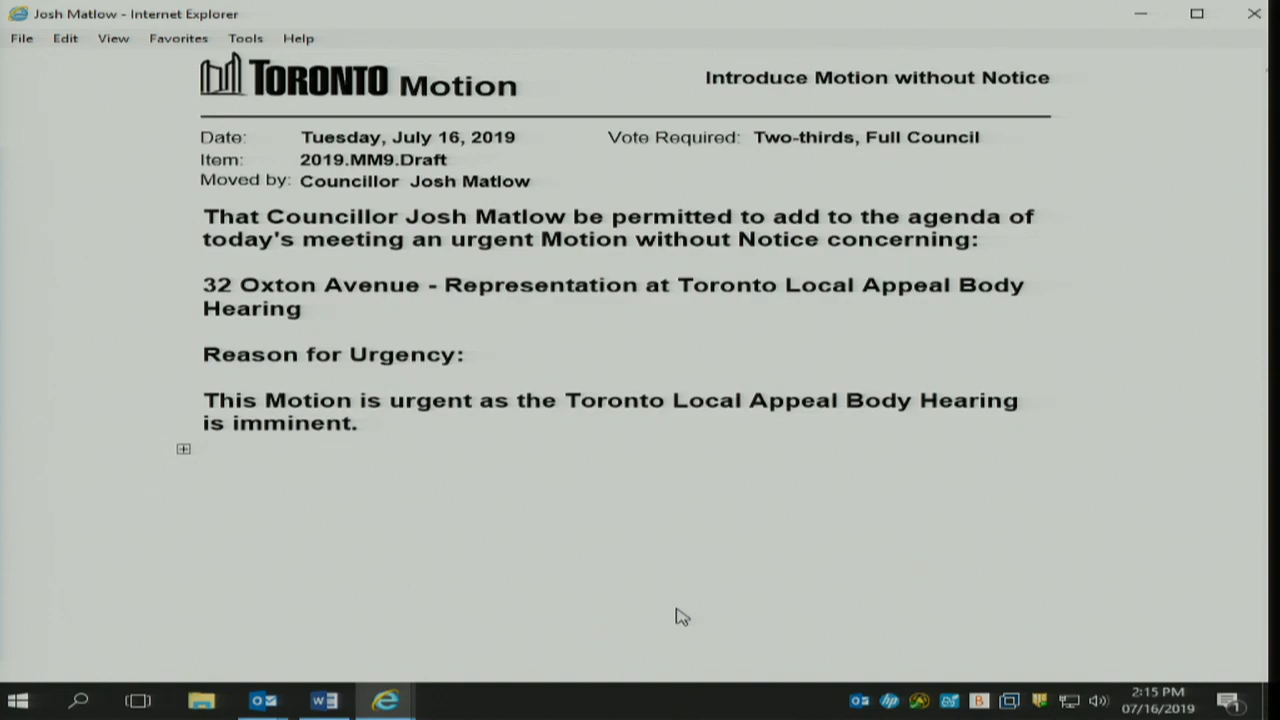 Josh Matlow - Internet Explorer
File Edit View Favorites Tools Help
TORONTO Motion
Introduce Motion without Notice
Date: Tuesday, July 16, 2019
Vote Required: Two-thirds, Full Council
Item: 2019.MM9.Draft
Moved by: Councillor Josh Matlow
That Councillor Josh Matlow be permitted to add to the agenda of
today's meeting an urgent Motion without Notice concerning:
32 Oxton Avenue - Representation at Toronto Local Appeal Body
Hearing
Reason for Urgency:
This Motion is urgent as the Toronto Local Appeal Body Hearing
is imminent.
2:15 PM
07/16/2019
1